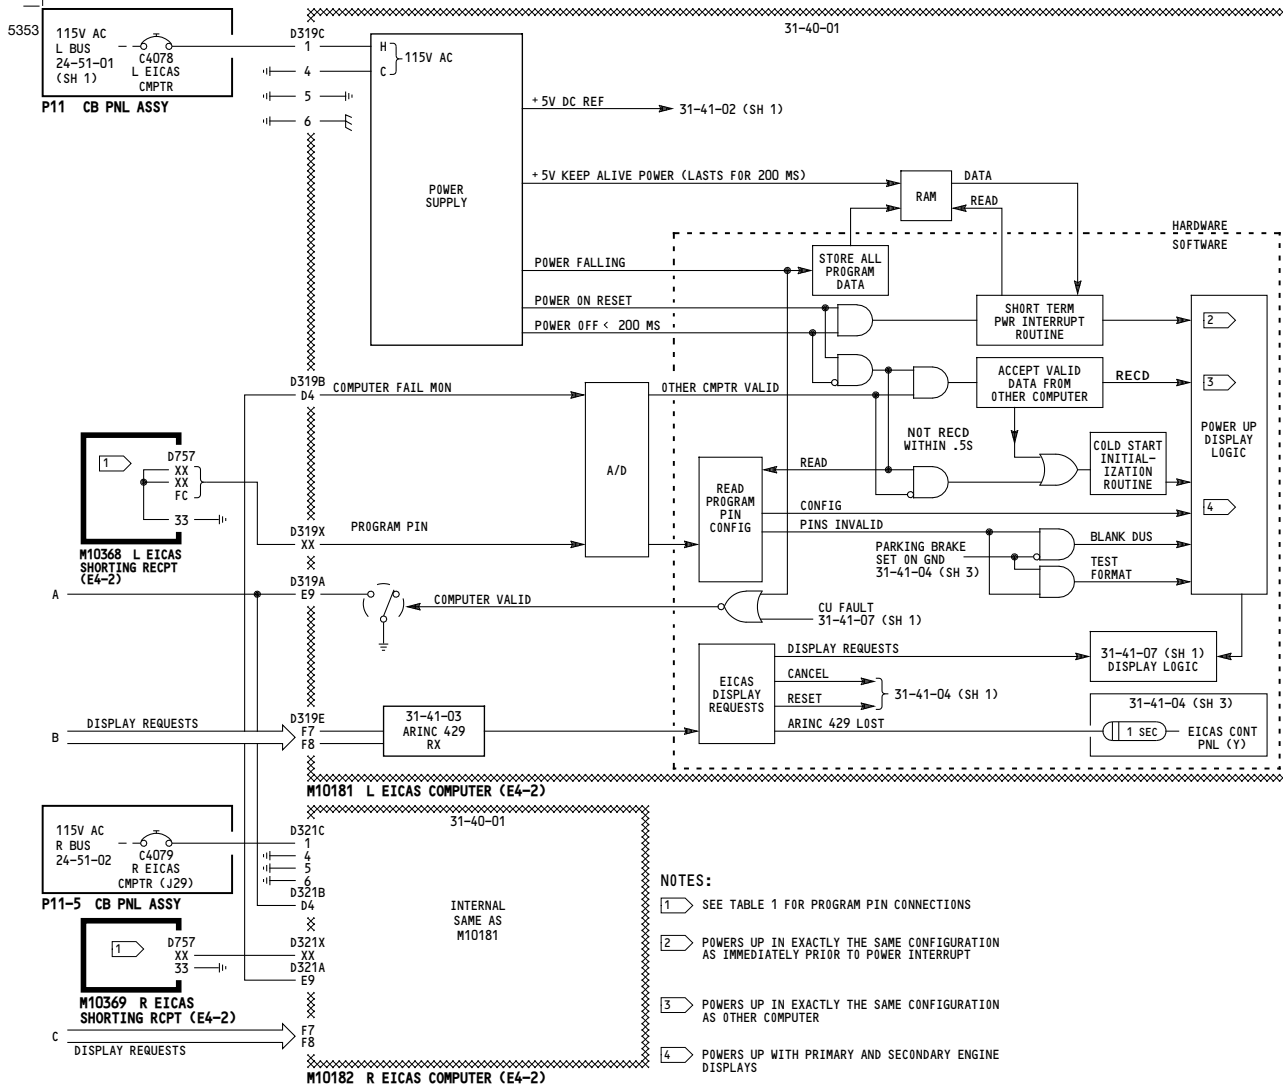 5353
115V AC
L BUS
24-51-01
(SH 1)
C4078
L EICAS
CMPTR
P11 CB PNL ASSY
D319C
1
4
5
6
H
C
115V AC
31-40-01
POWER
SUPPLY
+5V DC REF
31-41-02 (SH 1)
+5V KEEP ALIVE POWER (LASTS FOR 200 MS)
RAM
DATA
READ
HARDWARE
SOFTWARE
POWER FALLING
STORE ALL
PROGRAM
DATA
POWER ON RESET
POWER OFF < 200 MS
SHORT TERM
PWR INTERRUPT
ROUTINE
2
D319B
D4
COMPUTER FAIL MON
OTHER CMPTR VALID
ACCEPT VALID
DATA FROM
OTHER COMPUTER
RECD
3
POWER UP
DISPLAY
LOGIC
A/D
NOT RECD
WITHIN .5S
COLD START
INITIAL-
IZATION
ROUTINE
1
D757
XX
XX
FC
33
M10368 L EICAS
SHORTING RECPT
(E4-2)
READ
READ
PROGRAM
PIN
CONFIG
CONFIG
4
PINS INVALID
D319X
XX
PROGRAM PIN
PARKING BRAKE
SET ON GND
31-41-04 (SH 3)
BLANK DUS
TEST
FORMAT
A
D319A
E9
COMPUTER VALID
CU FAULT
31-41-07 (SH 1)
EICAS
DISPLAY
REQUESTS
DISPLAY REQUESTS
31-41-07 (SH 1)
DISPLAY LOGIC
CANCEL
RESET
31-41-04 (SH 1)
ARINC 429 LOST
31-41-04 (SH 3)
1 SEC
EICAS CONT
PNL (Y)
B
DISPLAY REQUESTS
D319E
F7
F8
31-41-03
ARINC 429
RX
M10181 L EICAS COMPUTER (E4-2)
115V AC
R BUS
24-51-02
C4079
R EICAS
CMPTR (J29)
P11-5 CB PNL ASSY
D321C
1
4
5
6
D321B
D4
31-40-01
INTERNAL
SAME AS
M10181
1
D757
XX
33
D321X
XX
D321A
E9
M10369 R EICAS
SHORTING RCPT (E4-2)
C
DISPLAY REQUESTS
F7
F8
M10182 R EICAS COMPUTER (E4-2)
NOTES:
1 SEE TABLE 1 FOR PROGRAM PIN CONNECTIONS
2 POWERS UP IN EXACTLY THE SAME CONFIGURATION
AS IMMEDIATELY PRIOR TO POWER INTERRUPT
3 POWERS UP IN EXACTLY THE SAME CONFIGURATION
AS OTHER COMPUTER
4 POWERS UP WITH PRIMARY AND SECONDARY ENGINE
DISPLAYS